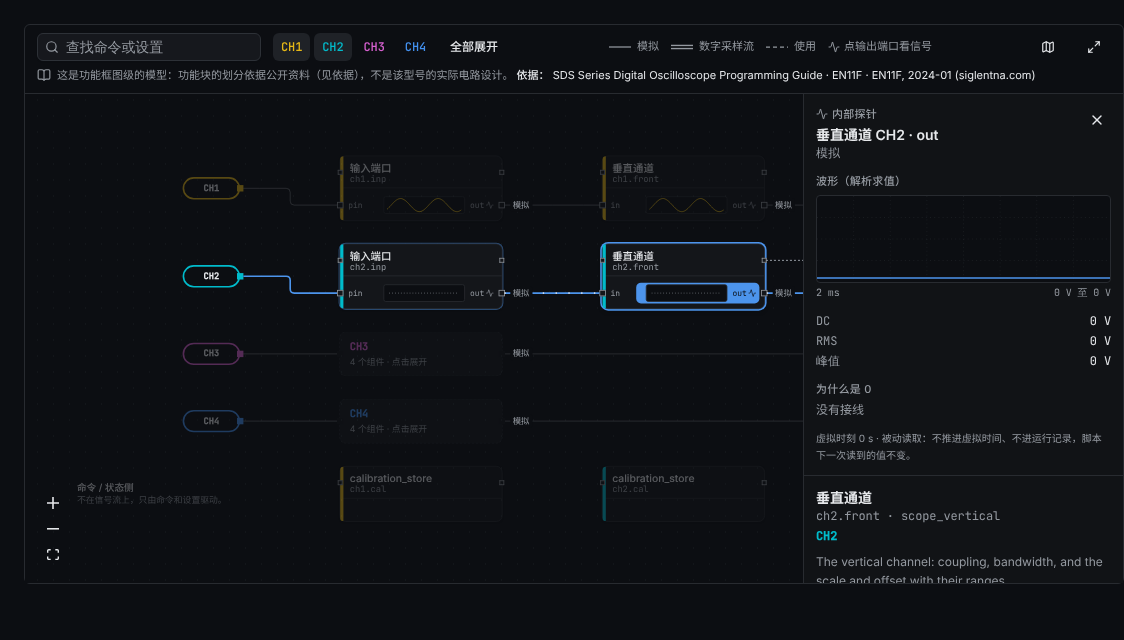 查找命令或设置
CH1 CH2 CH3 CH4 全部展开
模拟 数字采样流 使用 点输出端口看信号
这是功能框图级的模型：功能块的划分依据公开资料（见依据），不是该型号的实际电路设计。 依据： SDS Series Digital Oscilloscope Programming Guide · EN11F · EN11F, 2024-01 (siglentna.com)
CH1
输入端口
ch1.inp
pin out 模拟
垂直通道
ch1.front
in out 模拟
CH2
输入端口
ch2.inp
pin out 模拟
垂直通道
ch2.front
in out 模拟
CH3
CH3
4 个组件 · 点击展开
模拟
CH4
CH4
4 个组件 · 点击展开
模拟
命令 / 状态侧
不在信号流上，只由命令和设置驱动。
calibration_store
ch1.cal
calibration_store
ch2.cal
内部探针
垂直通道 CH2 · out
模拟
波形（解析求值）
2 ms 0 V 至 0 V
DC 0 V
RMS 0 V
峰值 0 V
为什么是 0
没有接线
虚拟时刻 0 s · 被动读取：不推进虚拟时间、不进运行记录，脚本
下一次读到的值不变。
垂直通道
ch2.front · scope_vertical
CH2
The vertical channel: coupling, bandwidth, and the
scale and offset with their ranges